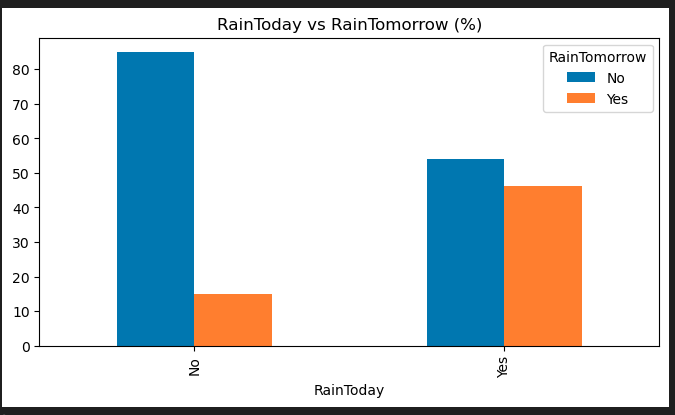 RainToday vs RainTomorrow (%)
RainTomorrow
No
Yes
80
70
60
50
40
30
20
10
0
No
Yes
RainToday